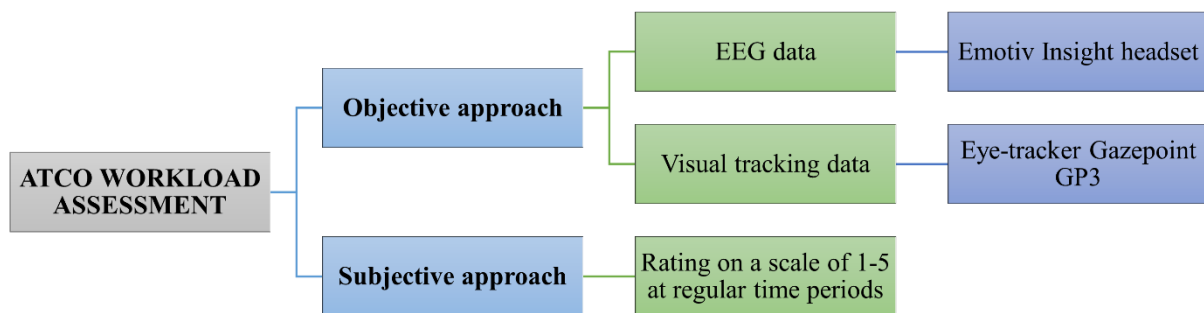 ATCO WORKLOAD
ASSESSMENT
Objective approach
EEG data
Emotiv Insight headset
Visual tracking data
Eye-tracker Gazepoint
GP3
Subjective approach
Rating on a scale of 1-5
at regular time periods